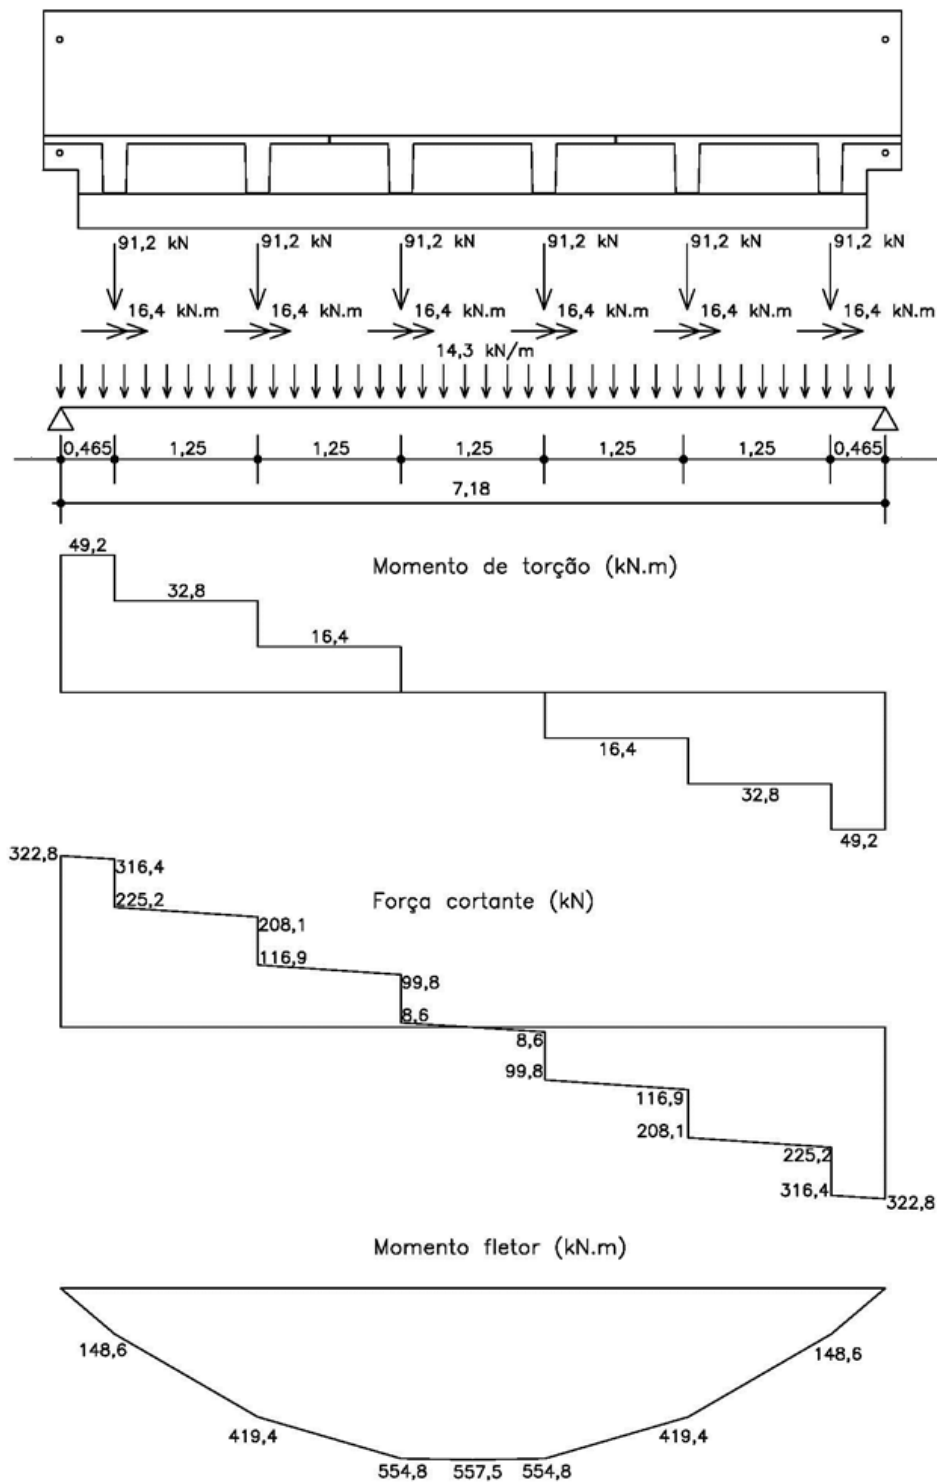 91,2 kN 91,2 kN 91,2 kN 91,2 kN 91,2 kN 91,2 kN
16,4 kN.m 16,4 kN.m 16,4 kN.m 16,4 kN.m 16,4 kN.m 16,4 kN.m
14,3 kN/m
0,465 1,25 1,25 1,25 1,25 1,25 0,465
7,18
49,2
Momento de torção (kN.m)
32,8
16,4
16,4
32,8
49,2
322,8
316,4
225,2
Força cortante (kN)
208,1
116,9
99,8
8,6
8,6
99,8
116,9
208,1
225,2
316,4
322,8
Momento fletor (kN.m)
148,6 148,6
419,4 419,4
554,8 557,5 554,8